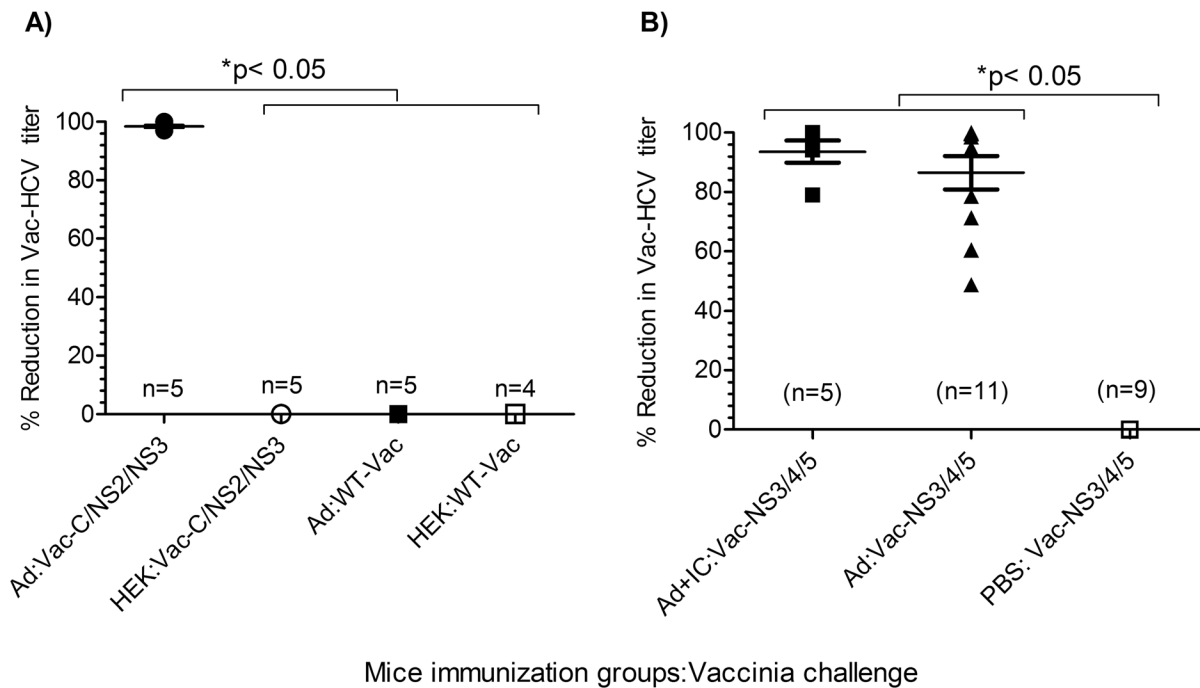 A)
*p< 0.05
% Reduction in Vac-HCV titer
100
80
60
40
20
0
n=5
n=5
n=5
n=4
Ad:Vac-C/NS2/NS3
HEK:Vac-C/NS2/NS3
Ad:WT-Vac
HEK:WT-Vac
B)
*p< 0.05
% Reduction in Vac-HCV titer
100
80
60
40
20
0
(n=5)
(n=11)
(n=9)
Ad+IC:Vac-NS3/4/5
Ad:Vac-NS3/4/5
PBS: Vac-NS3/4/5
Mice immunization groups:Vaccinia challenge